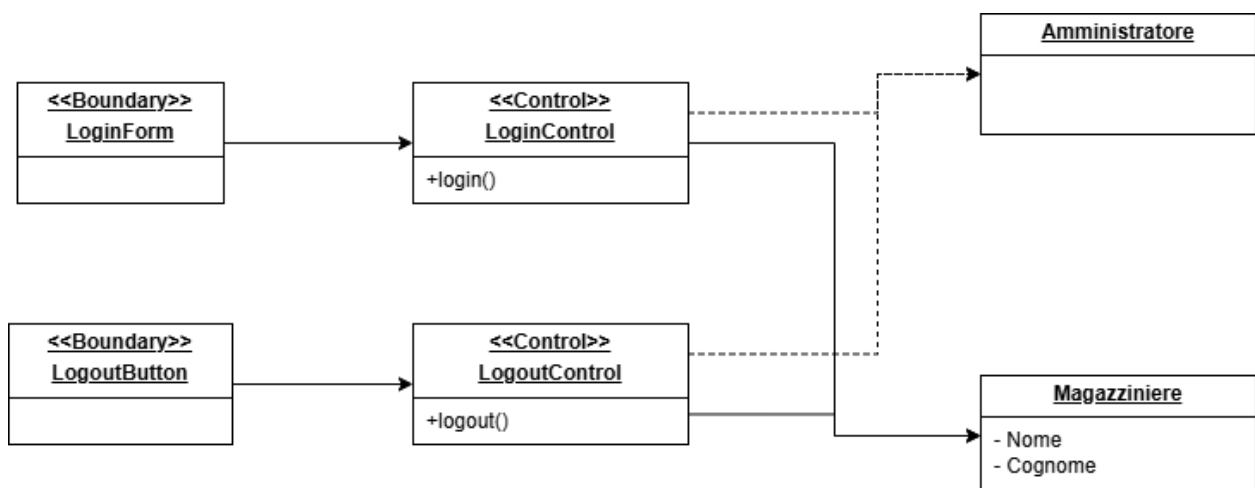 Amministratore
<<Boundary>>
LoginForm
<<Control>>
LoginControl
+login()
<<Boundary>>
LogoutButton
<<Control>>
LogoutControl
+logout()
Magazziniere
- Nome
- Cognome